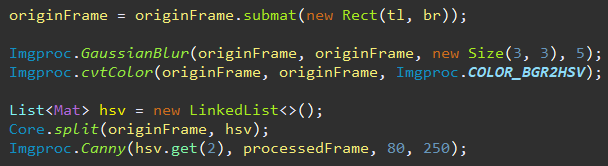 originFrame = originFrame.submat(new Rect(tl, br));
Imgproc.GaussianBlur(originFrame, originFrame, new Size(3, 3), 5);
Imgproc.cvtColor(originFrame, originFrame, Imgproc.COLOR_BGR2HSV);
List<Mat> hsv = new LinkedList<>();
Core.split(originFrame, hsv);
Imgproc.Canny(hsv.get(2), processedFrame, 80, 250);